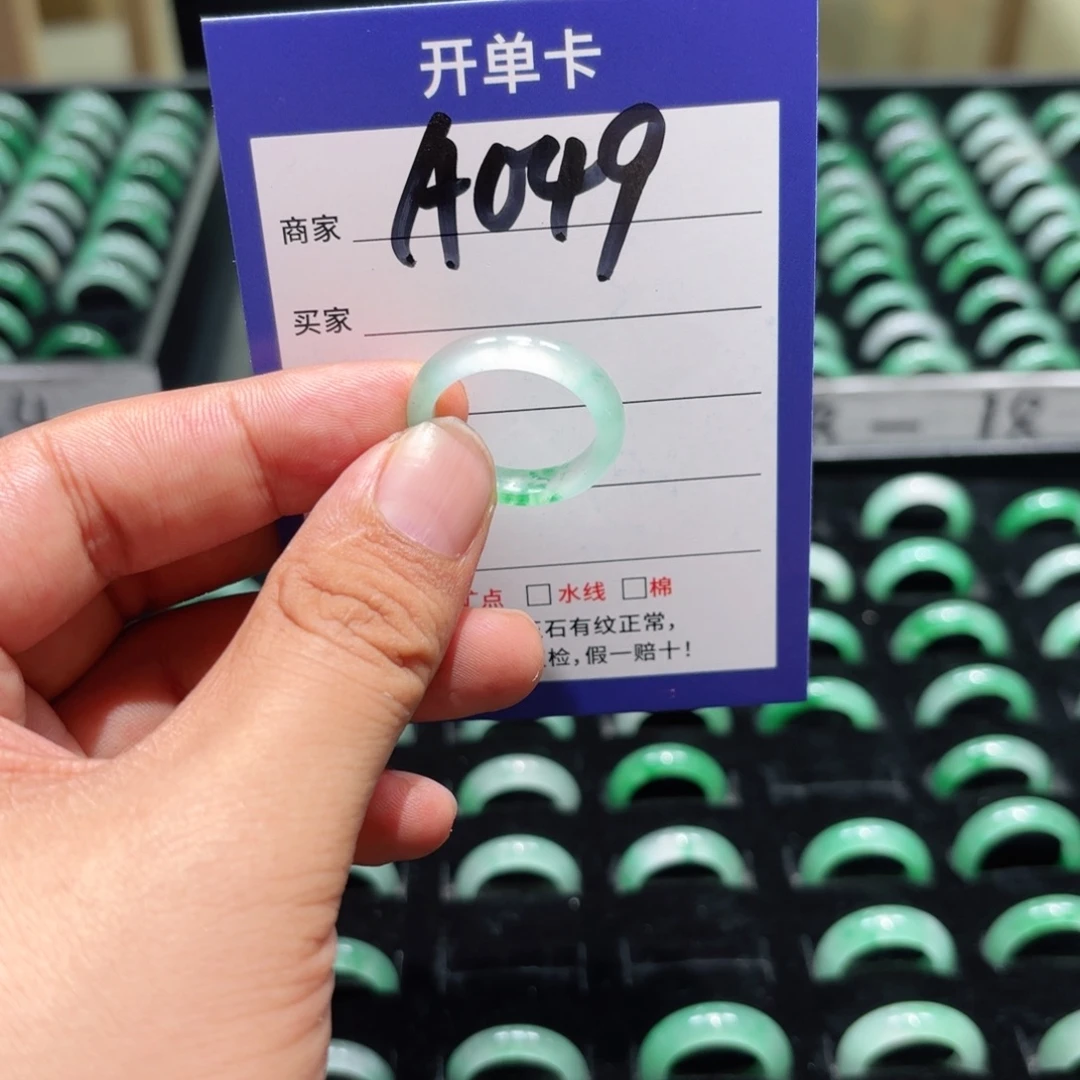 开单卡
A049
商家
买家
点 □水线 □棉
石有纹正常,
检,假一赔十!